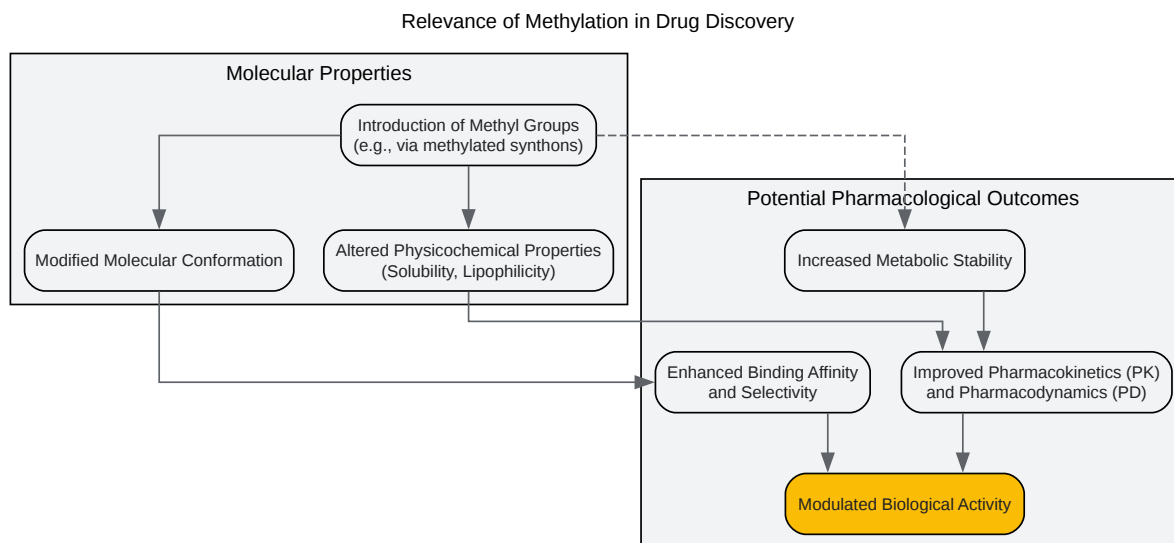 Relevance of Methylation in Drug Discovery
Molecular Properties
Introduction of Methyl Groups
(e.g., via methylated synthons)
Potential Pharmacological Outcomes
Modified Molecular Conformation
Altered Physicochemical Properties
(Solubility, Lipophilicity)
Increased Metabolic Stability
Enhanced Binding Affinity
and Selectivity
Improved Pharmacokinetics (PK)
and Pharmacodynamics (PD)
Modulated Biological Activity